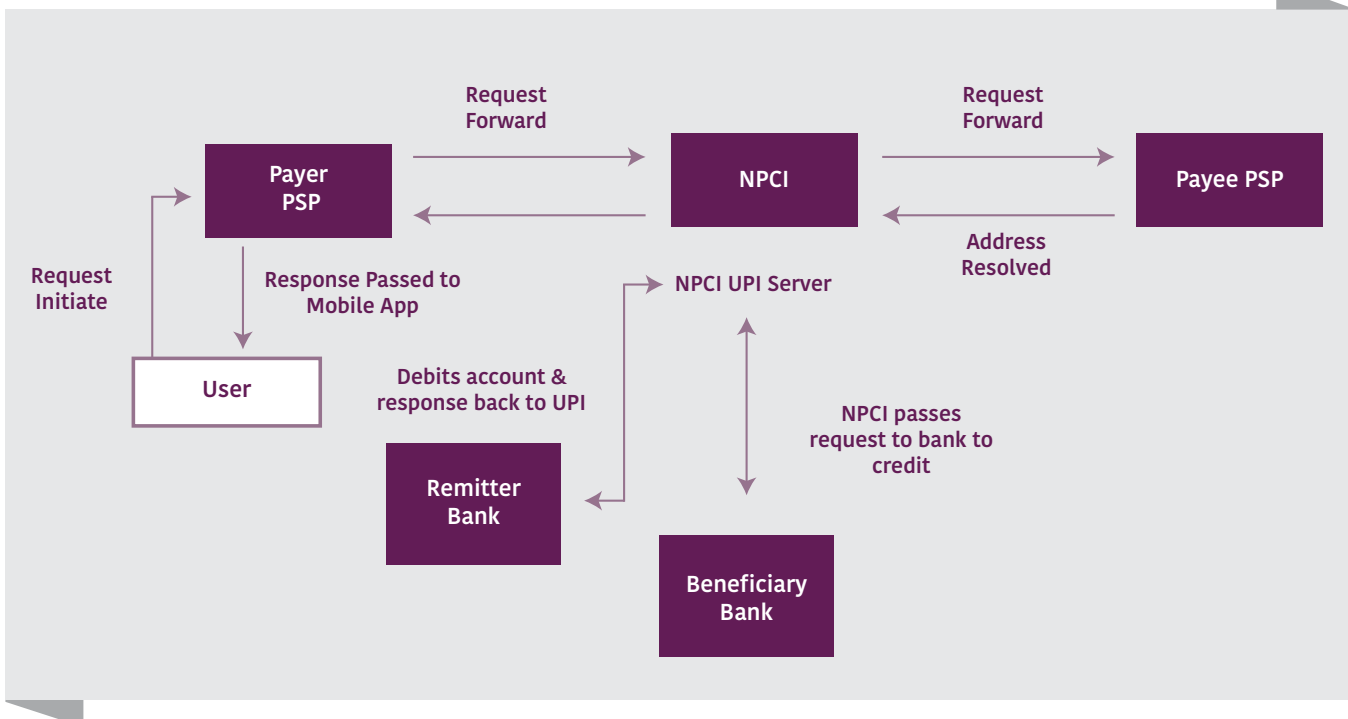 Request
Forward
Request
Forward
Payer
PSP
NPCI
Payee PSP
Address
Resolved
Request
Initiate
Response Passed to
Mobile App
NPCI UPI Server
User
Debits account &
response back to UPI
NPCI passes
request to bank to
credit
Remitter
Bank
Beneficiary
Bank